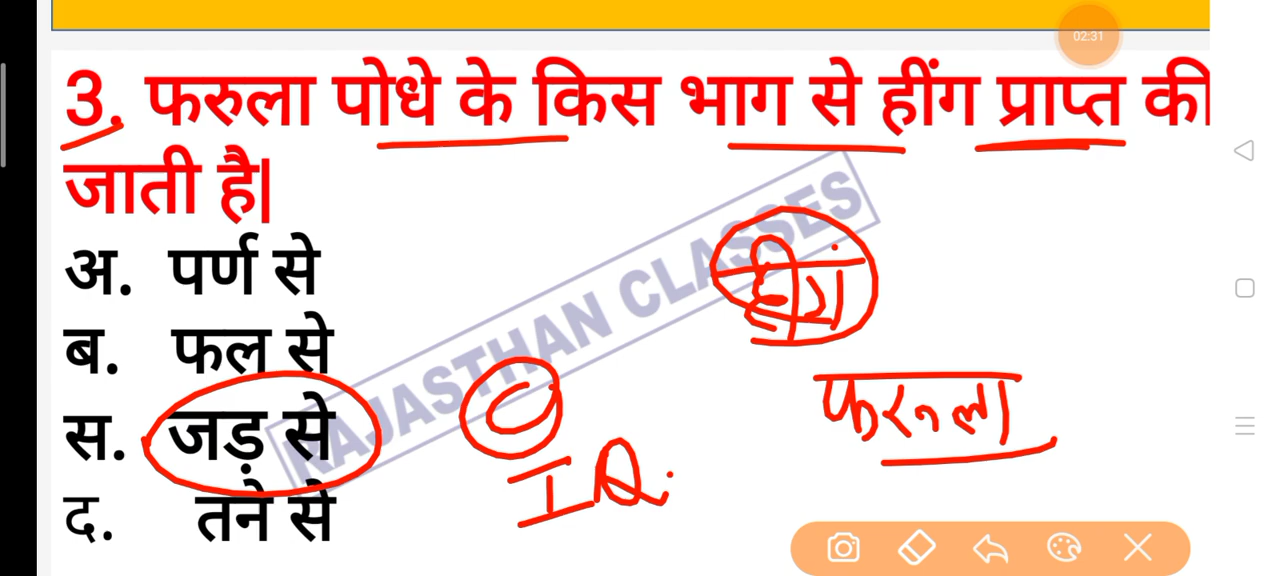 02:31
3. फरुला पोधे के किस भाग से हींग प्राप्त की
जाती है|
अ. पर्ण से
ब. फल से
स. जड़ से
द. तने से
RAJASTHAN CLASSES
हींग
C
फरुला
IQ.